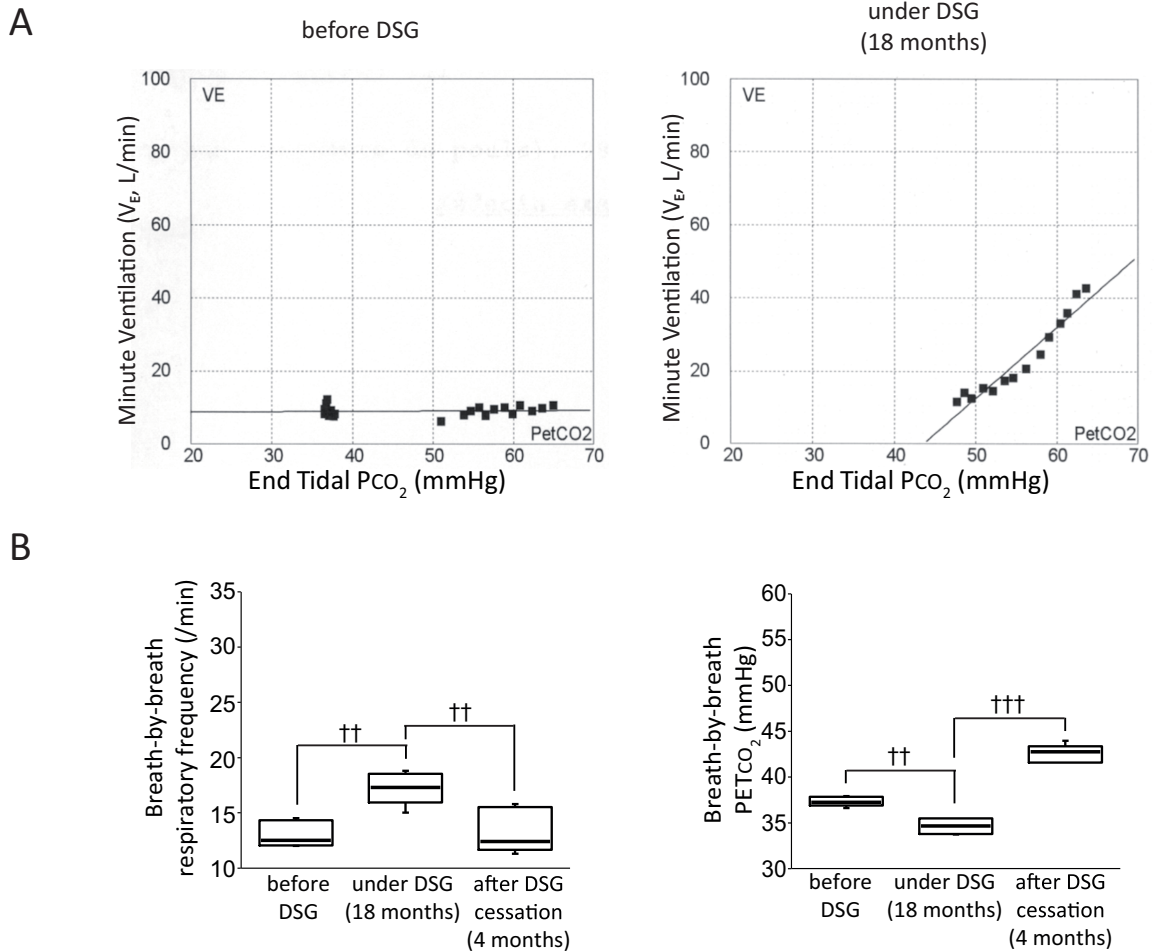 A
before DSG
under DSG
(18 months)
Minute Ventilation (VE, L/min)
100
80
60
40
20
0
VE
PetCO2
20 30 40 50 60 70
End Tidal PCO2 (mmHg)
Minute Ventilation (VE, L/min)
100
80
60
40
20
0
VE
PetCO2
20 30 40 50 60 70
End Tidal PCO2 (mmHg)
B
Breath-by-breath
respiratory frequency (/min)
35
30
25
20
15
10
††
††
before
DSG
under DSG
(18 months)
after DSG
cessation
(4 months)
Breath-by-breath
PETCO2 (mmHg)
60
55
50
45
40
35
30
††
†††
before
DSG
under DSG
(18 months)
after DSG
cessation
(4 months)